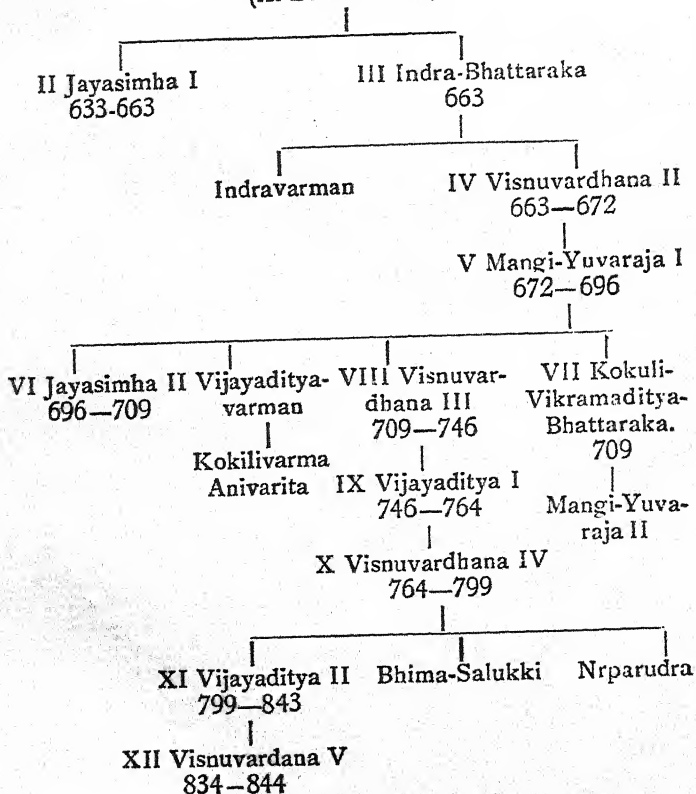 II Jayasimha I III Indra-Bhattaraka
633-663 663
Indravarman IV Visnuvardhana II
663—672
V Mangi-Yuvaraja I
672—696
VI Jayasimha II Vijayaditya- VIII Visnuvar- VII Kokuli-
696—709 varman dhana III Vikramaditya-
709—746 Bhattaraka.
Kokilivarma 709
Anivarita IX Vijayaditya I Mangi-Yuva-
746—764 raja II
X Visnuvardhana IV
764—799
XI Vijayaditya II Bhima-Salukki Nrparudra
799—843
XII Visnuvardana V
834—844